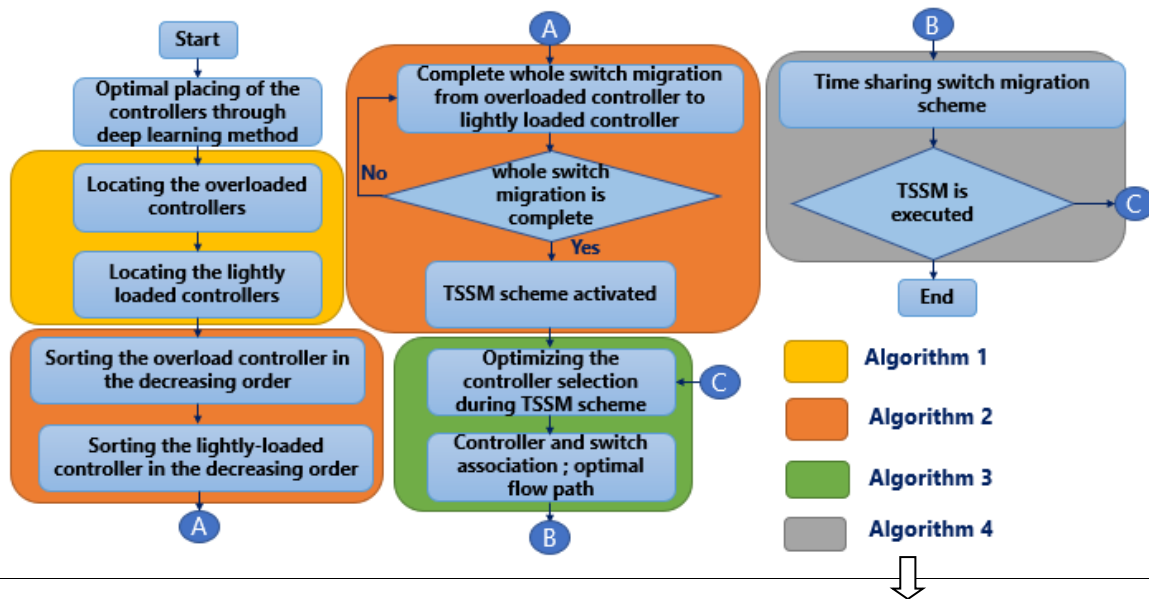 Start
Optimal placing of the
controllers through
deep learning method
Locating the overloaded
controllers
Locating the lightly
loaded controllers
Sorting the overload controller in
the decreasing order
Sorting the lightly-loaded
controller in the decreasing order
A
A
Complete whole switch migration
from overloaded controller to
lightly loaded controller
No
whole switch
migration is
complete
Yes
TSSM scheme activated
Optimizing the
controller selection
during TSSM scheme
C
Controller and switch
association ; optimal
flow path
B
B
Time sharing switch migration
scheme
TSSM is
executed
C
End
Algorithm 1
Algorithm 2
Algorithm 3
Algorithm 4